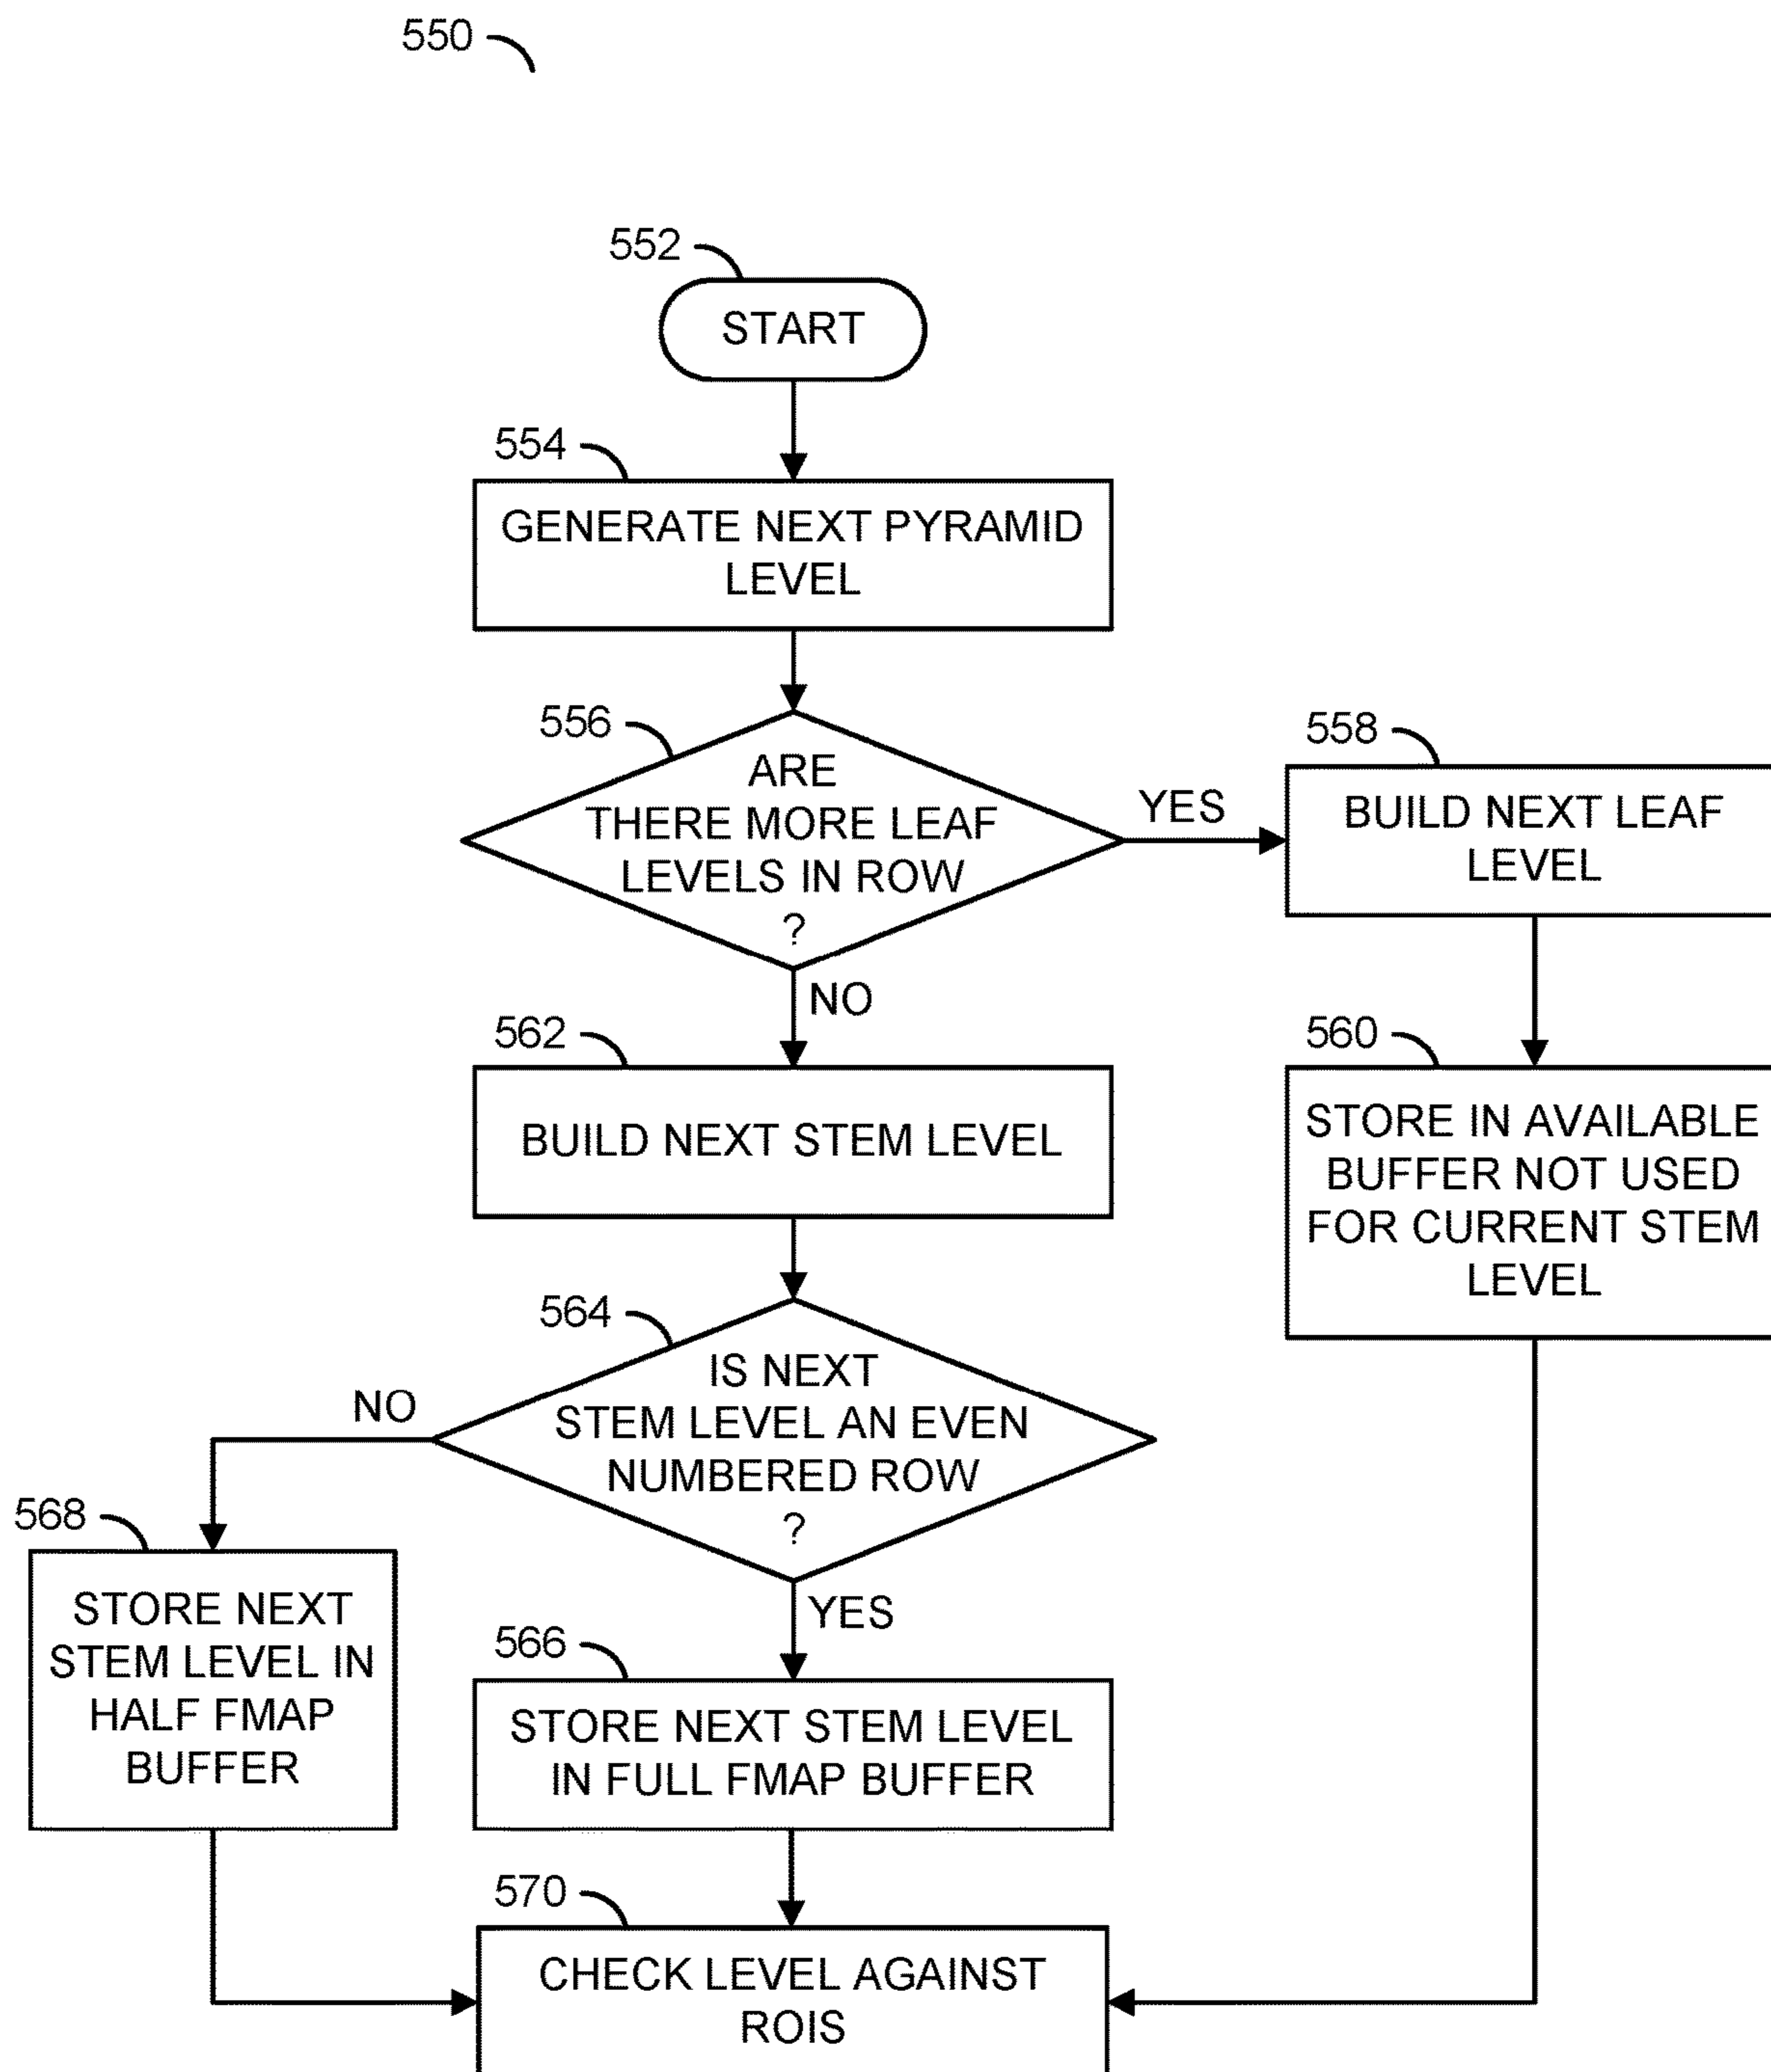 550
552
START
554
GENERATE NEXT PYRAMID
LEVEL
556
ARE
THERE MORE LEAF
LEVELS IN ROW
?
YES
558
BUILD NEXT LEAF
LEVEL
NO
562
BUILD NEXT STEM LEVEL
560
STORE IN AVAILABLE
BUFFER NOT USED
FOR CURRENT STEM
LEVEL
564
IS NEXT
STEM LEVEL AN EVEN
NUMBERED ROW
?
NO
568
STORE NEXT
STEM LEVEL IN
HALF FMAP
BUFFER
YES
566
STORE NEXT STEM LEVEL
IN FULL FMAP BUFFER
570
CHECK LEVEL AGAINST
ROIS